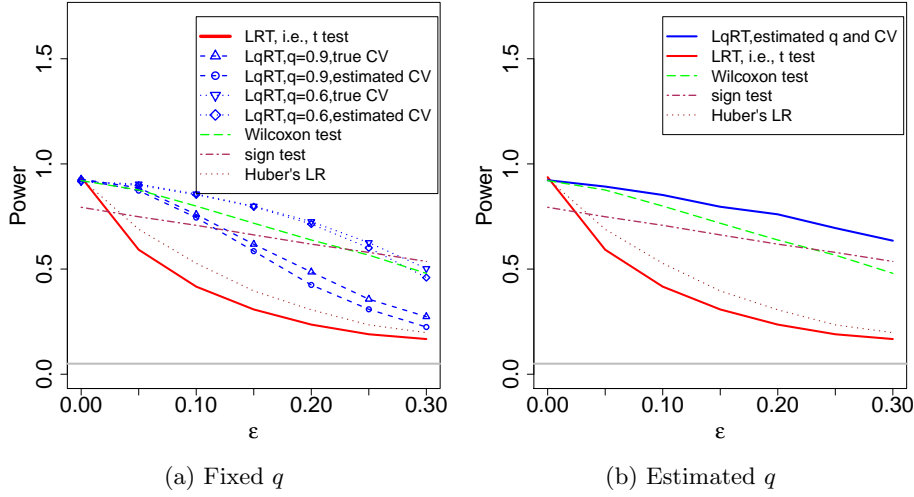 LRT, i.e., t test
LqRT,q=0.9,true CV
LqRT,q=0.9,estimated CV
LqRT,q=0.6,true CV
LqRT,q=0.6,estimated CV
Wilcoxon test
sign test
Huber's LR
Power
1.5
1.0
0.5
0.0
0.00 0.10 0.20 0.30
ε
(a) Fixed q
LqRT,estimated q and CV
LRT, i.e., t test
Wilcoxon test
sign test
Huber's LR
Power
1.5
1.0
0.5
0.0
0.00 0.10 0.20 0.30
ε
(b) Estimated q